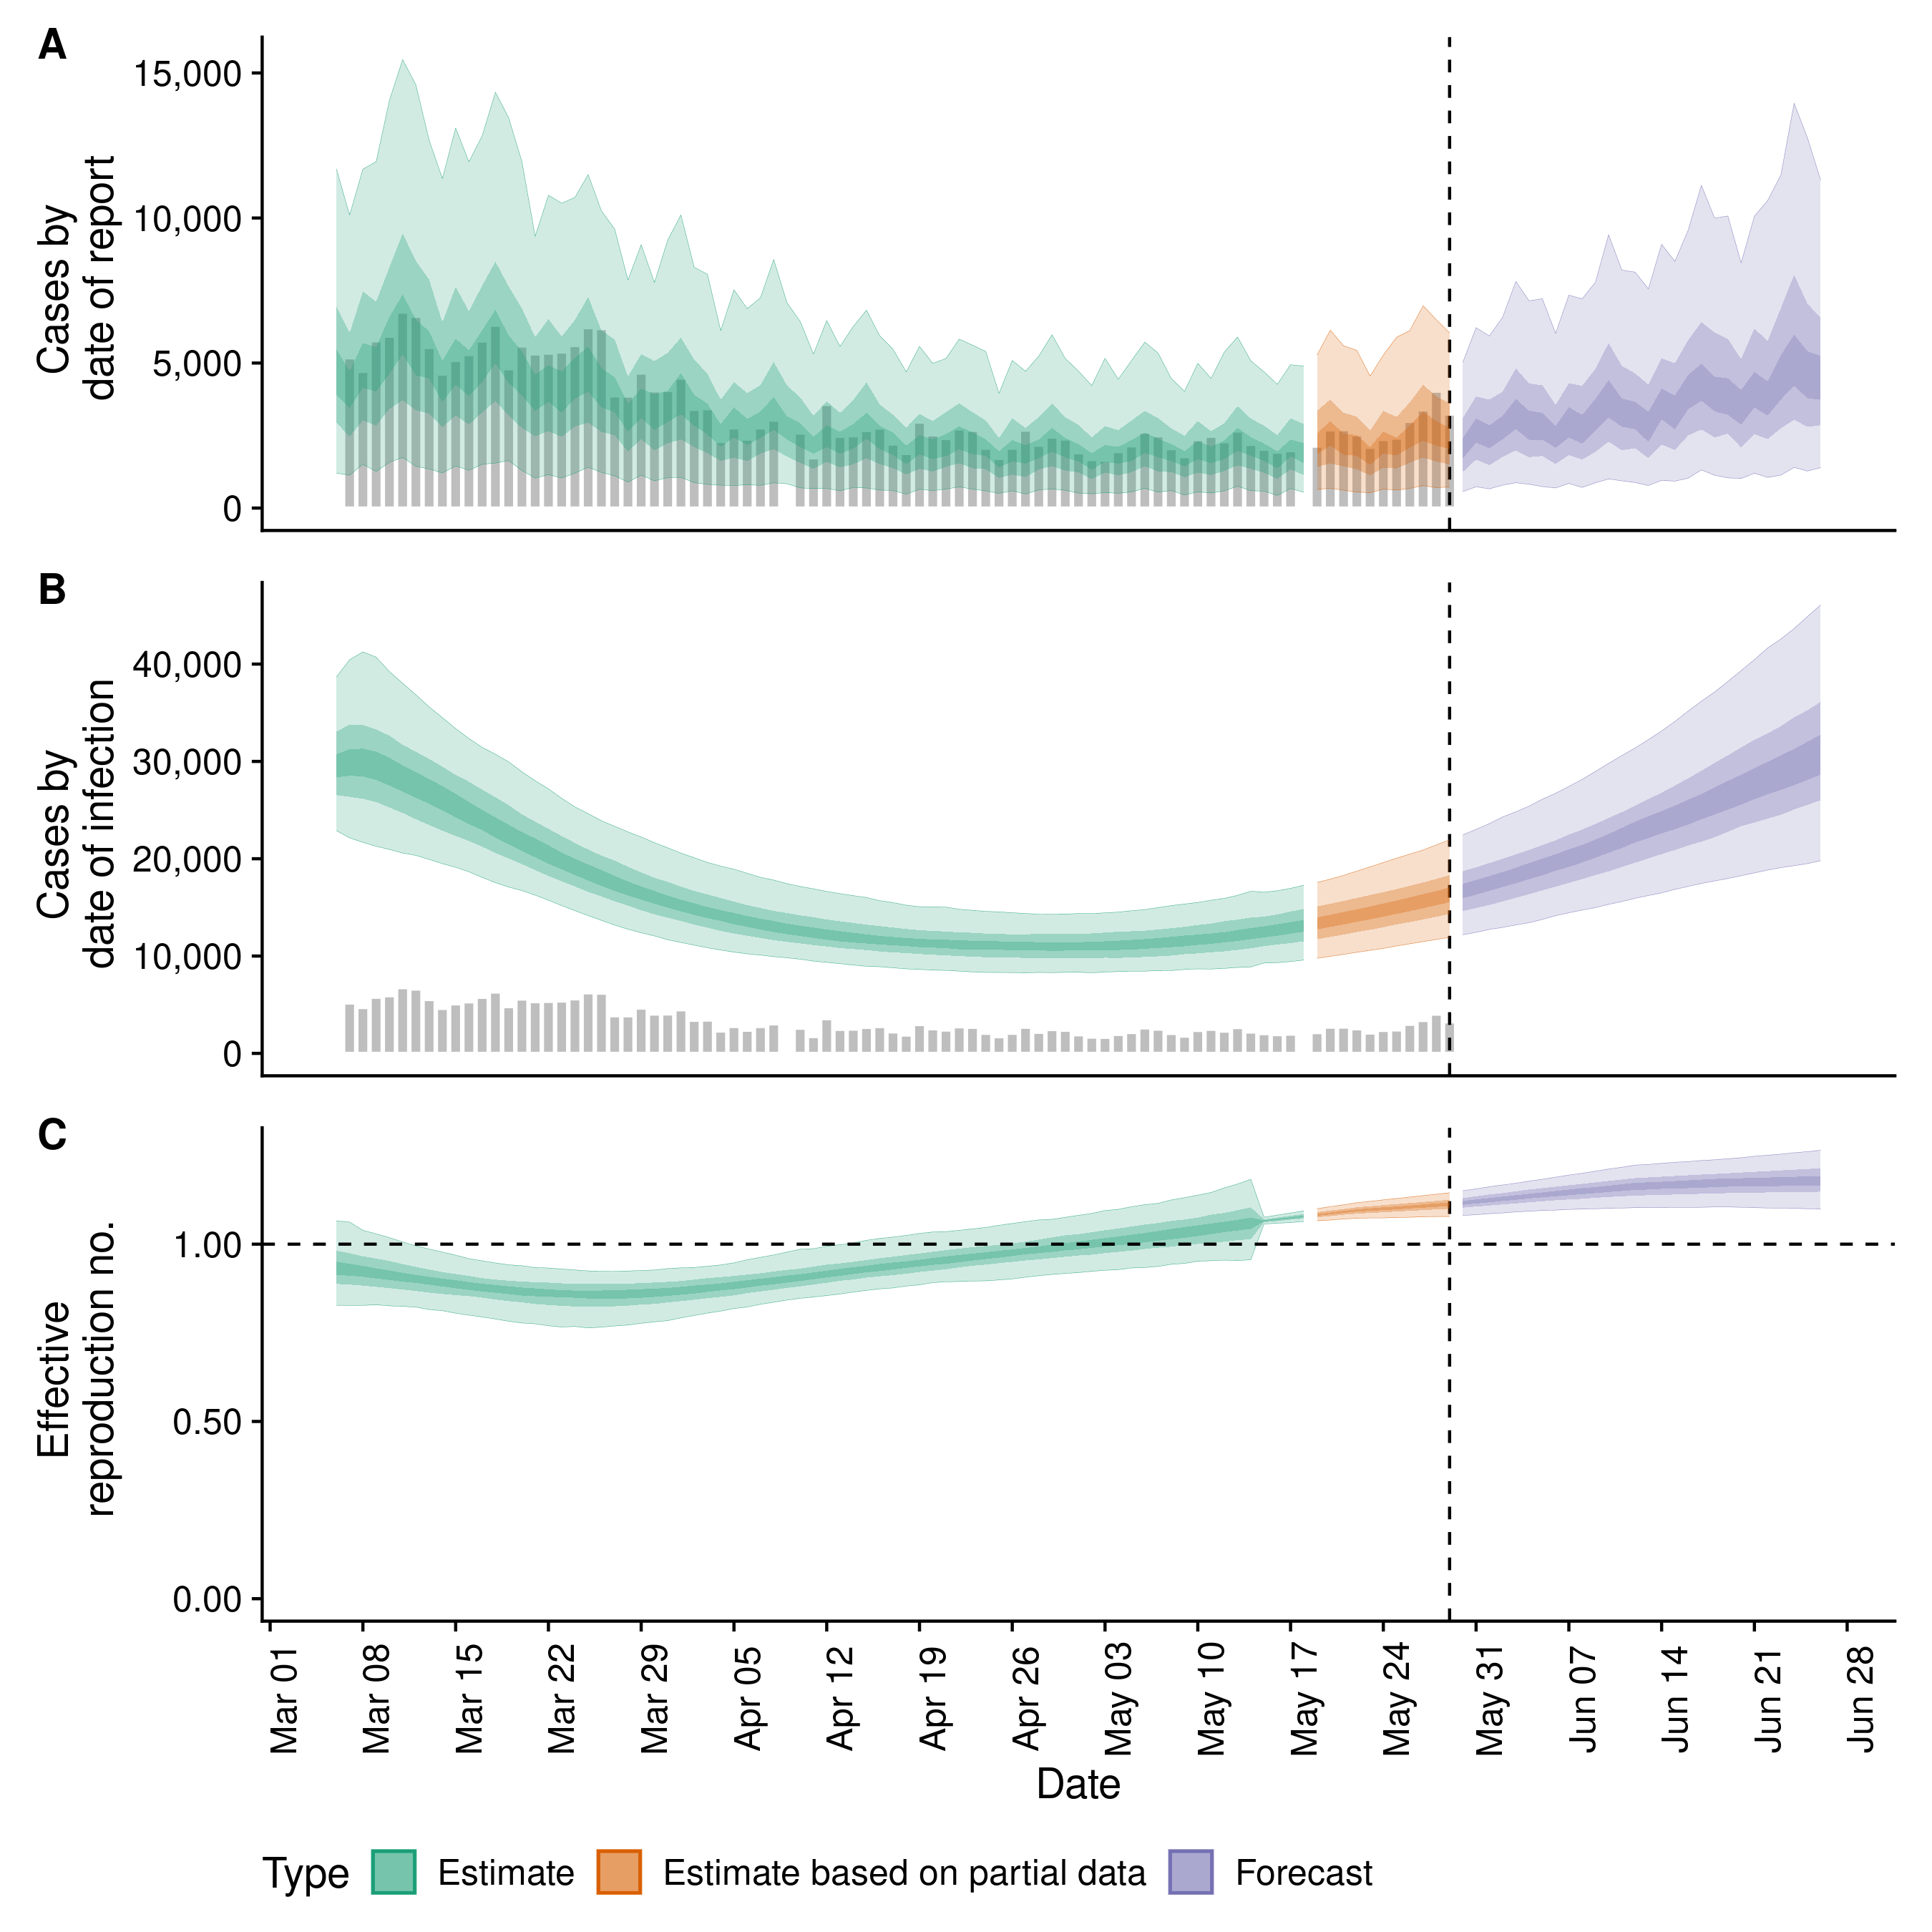 A
Cases by
date of report
15,000
10,000
5,000
0
B
Cases by
date of infection
40,000
30,000
20,000
10,000
0
C
Effective
reproduction no.
1.00
0.50
0.00
Mar 01
Mar 08
Mar 15
Mar 22
Mar 29
Apr 05
Apr 12
Apr 19
Apr 26
May 03
May 10
May 17
May 24
May 31
Jun 07
Jun 14
Jun 21
Jun 28
Date
Type Estimate Estimate based on partial data Forecast